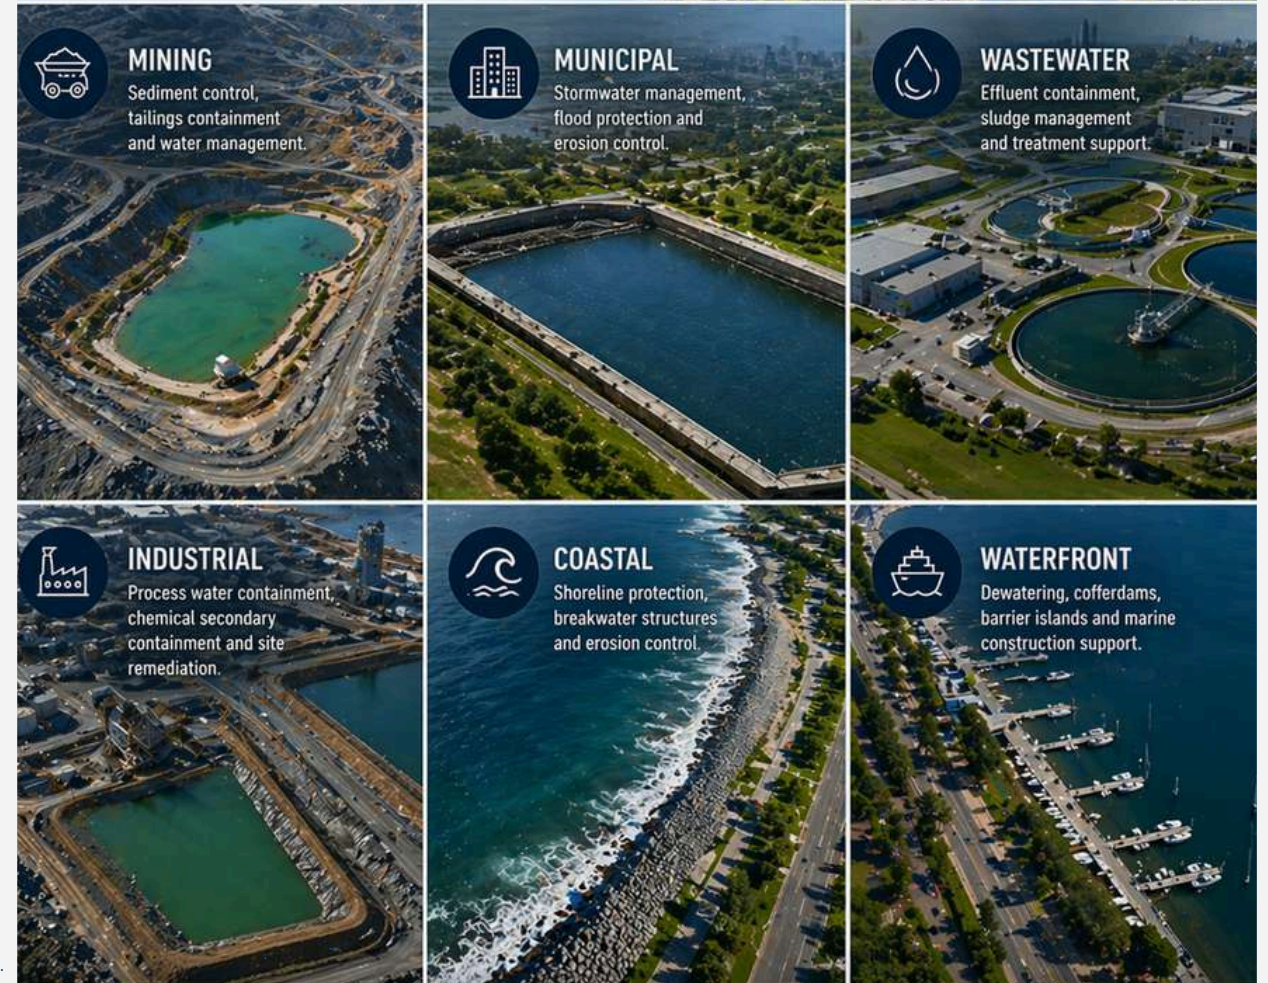 MINING
Sediment control,
tailings containment
and water management.
MUNICIPAL
Stormwater management,
flood protection and
erosion control.
WASTEWATER
Effluent containment,
sludge management
and treatment support.
INDUSTRIAL
Process water containment,
chemical secondary
containment and site
remediation.
COASTAL
Shoreline protection,
breakwater structures
and erosion control.
WATERFRONT
Dewatering, cofferdams,
barrier islands and marine
construction support.